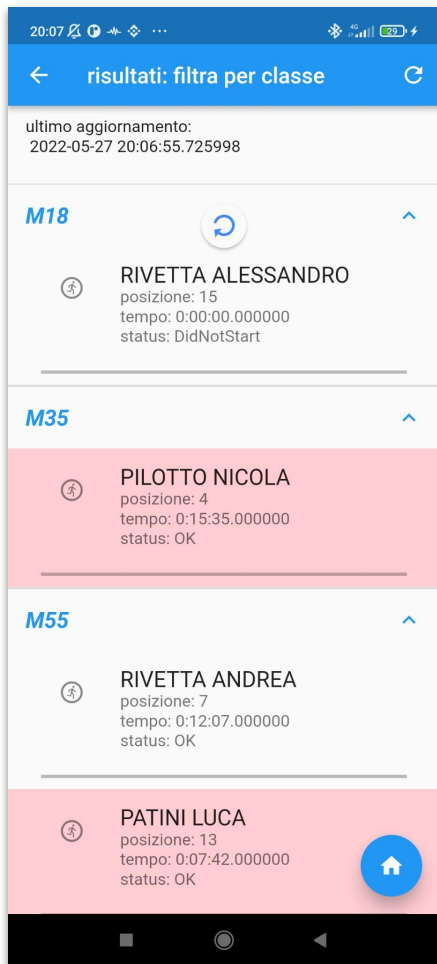 20:07
4G
29
risultati: filtra per classe
ultimo aggiornamento:
2022-05-27 20:06:55.725998
M18
RIVETTA ALESSANDRO
posizione: 15
tempo: 0:00:00.000000
status: DidNotStart
M35
PILOTTO NICOLA
posizione: 4
tempo: 0:15:35.000000
status: OK
M55
RIVETTA ANDREA
posizione: 7
tempo: 0:12:07.000000
status: OK
PATINI LUCA
posizione: 13
tempo: 0:07:42.000000
status: OK